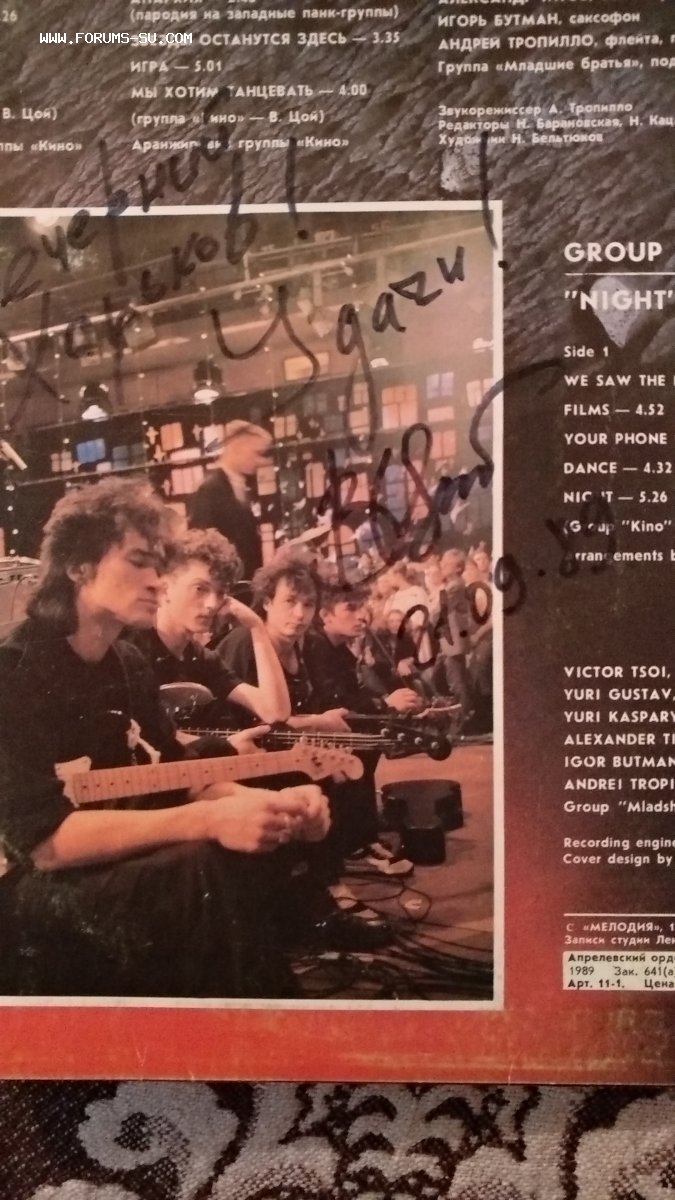 .26
(пародия на западные панк-группы)
WWW.FORUMS-SU.COM
ОСТАНУТСЯ ЗДЕСЬ — 3.35
ИГРА — 5.01
МЫ ХОТИМ ТАНЦЕВАТЬ — 4.00
В. Цой)
(группа «Кино» — В. Цой)
ппы «Кино»
группы «Кино»
ИГОРЬ БУТМАН, саксофон
АНДРЕЙ ТРОПИЛЛО, флейта,
Группа «Младшие братья», под
Звукорежиссер А. Тропилло
Редакторы Н. Барановская, Н. Кац
Художник Н. Бельтюков
ечерний
Харьков!
Удачи!
21.09.89
GROUP
"NIGHT"
Side 1
WE SAW THE
FILMS — 4.52
YOUR PHONE
DANCE — 4.32
NIGHT — 5.26
(Group "Kino"
Arrangements b
VICTOR TSOI,
YURI GUSTAV,
YURI KASPARY
ALEXANDER TI
IGOR BUTMAN
ANDREI TROPI
Group "Mladsh
Recording engine
Cover design by
С «МЕЛОДИЯ», 1
Записи студии Лен
Апрелевский орд
1989 Зак. 641(а
Арт. 11-1. Цена